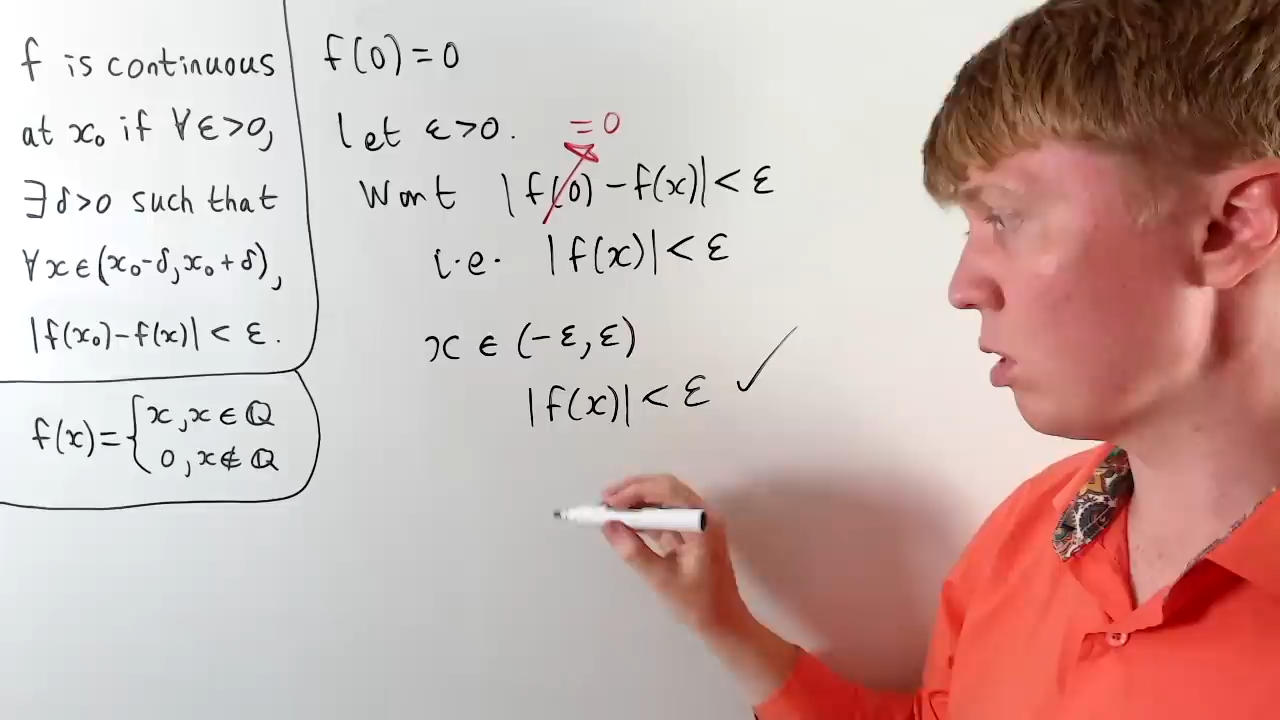 f is continuous
at x₀ if ∀ε>0,
∃δ>0 such that
∀x∈(x₀-δ,x₀+δ),
|f(x₀)-f(x)| < ε.
f(x)={x,x∈ℚ
0,x∉ℚ
f(0)=0
let ε>0.
=0
Want |f(0)-f(x)|<ε
i.e. |f(x)|<ε
x ∈ (-ε,ε)
|f(x)|<ε ✓